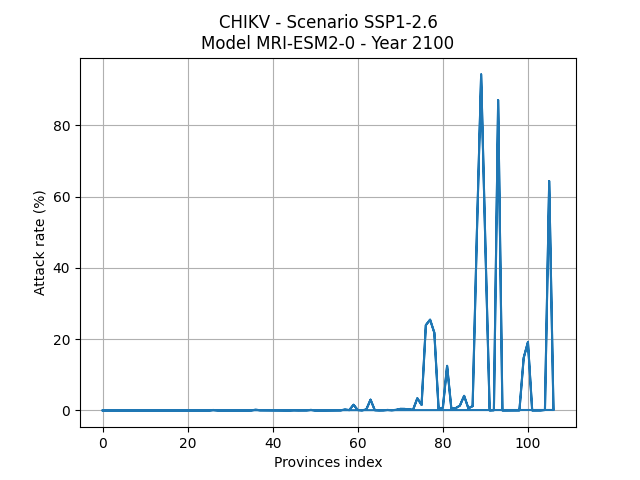 CHIKV - Scenario SSP1-2.6
Model MRI-ESM2-0 - Year 2100
Attack rate (%)
80
60
40
20
0
0 20 40 60 80 100
Provinces index